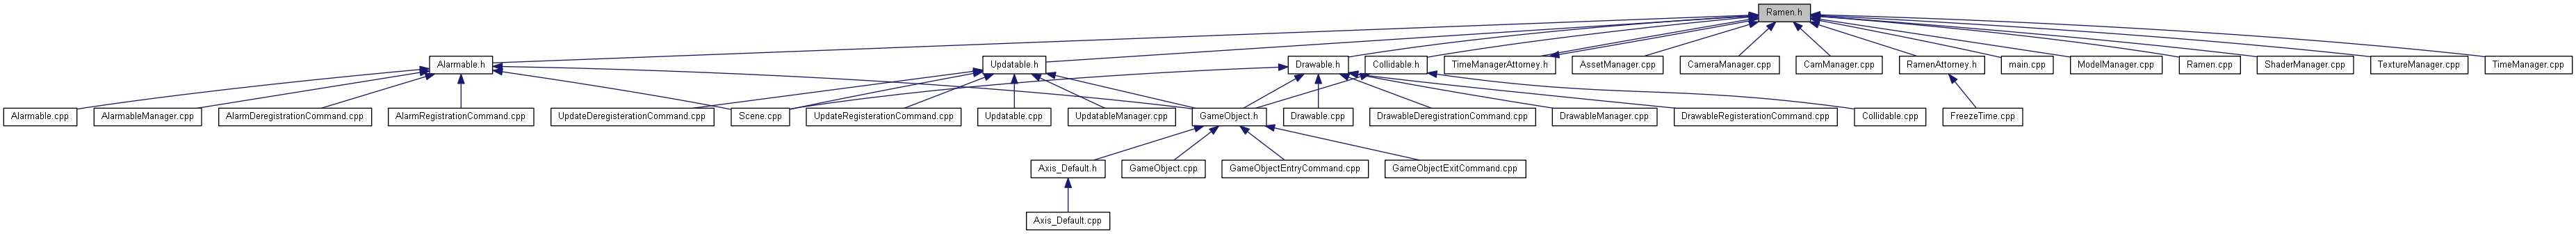 Ramen.h
Alarmable.h
Updatable.h
Drawable.h
Collidable.h
TimeManagerAttorney.h
AssetManager.cpp
CameraManager.cpp
CamManager.cpp
RamenAttorney.h
main.cpp
ModelManager.cpp
Ramen.cpp
ShaderManager.cpp
TextureManager.cpp
TimeManager.cpp
Alarmable.cpp
AlarmableManager.cpp
AlarmDeregistrationCommand.cpp
AlarmRegistrationCommand.cpp
UpdateDeregisterationCommand.cpp
Scene.cpp
UpdateRegisterationCommand.cpp
Updatable.cpp
UpdatableManager.cpp
GameObject.h
Drawable.cpp
DrawableDeregistrationCommand.cpp
DrawableManager.cpp
DrawableRegisterationCommand.cpp
Collidable.cpp
FreezeTime.cpp
Axis_Default.h
GameObject.cpp
GameObjectEntryCommand.cpp
GameObjectExitCommand.cpp
Axis_Default.cpp